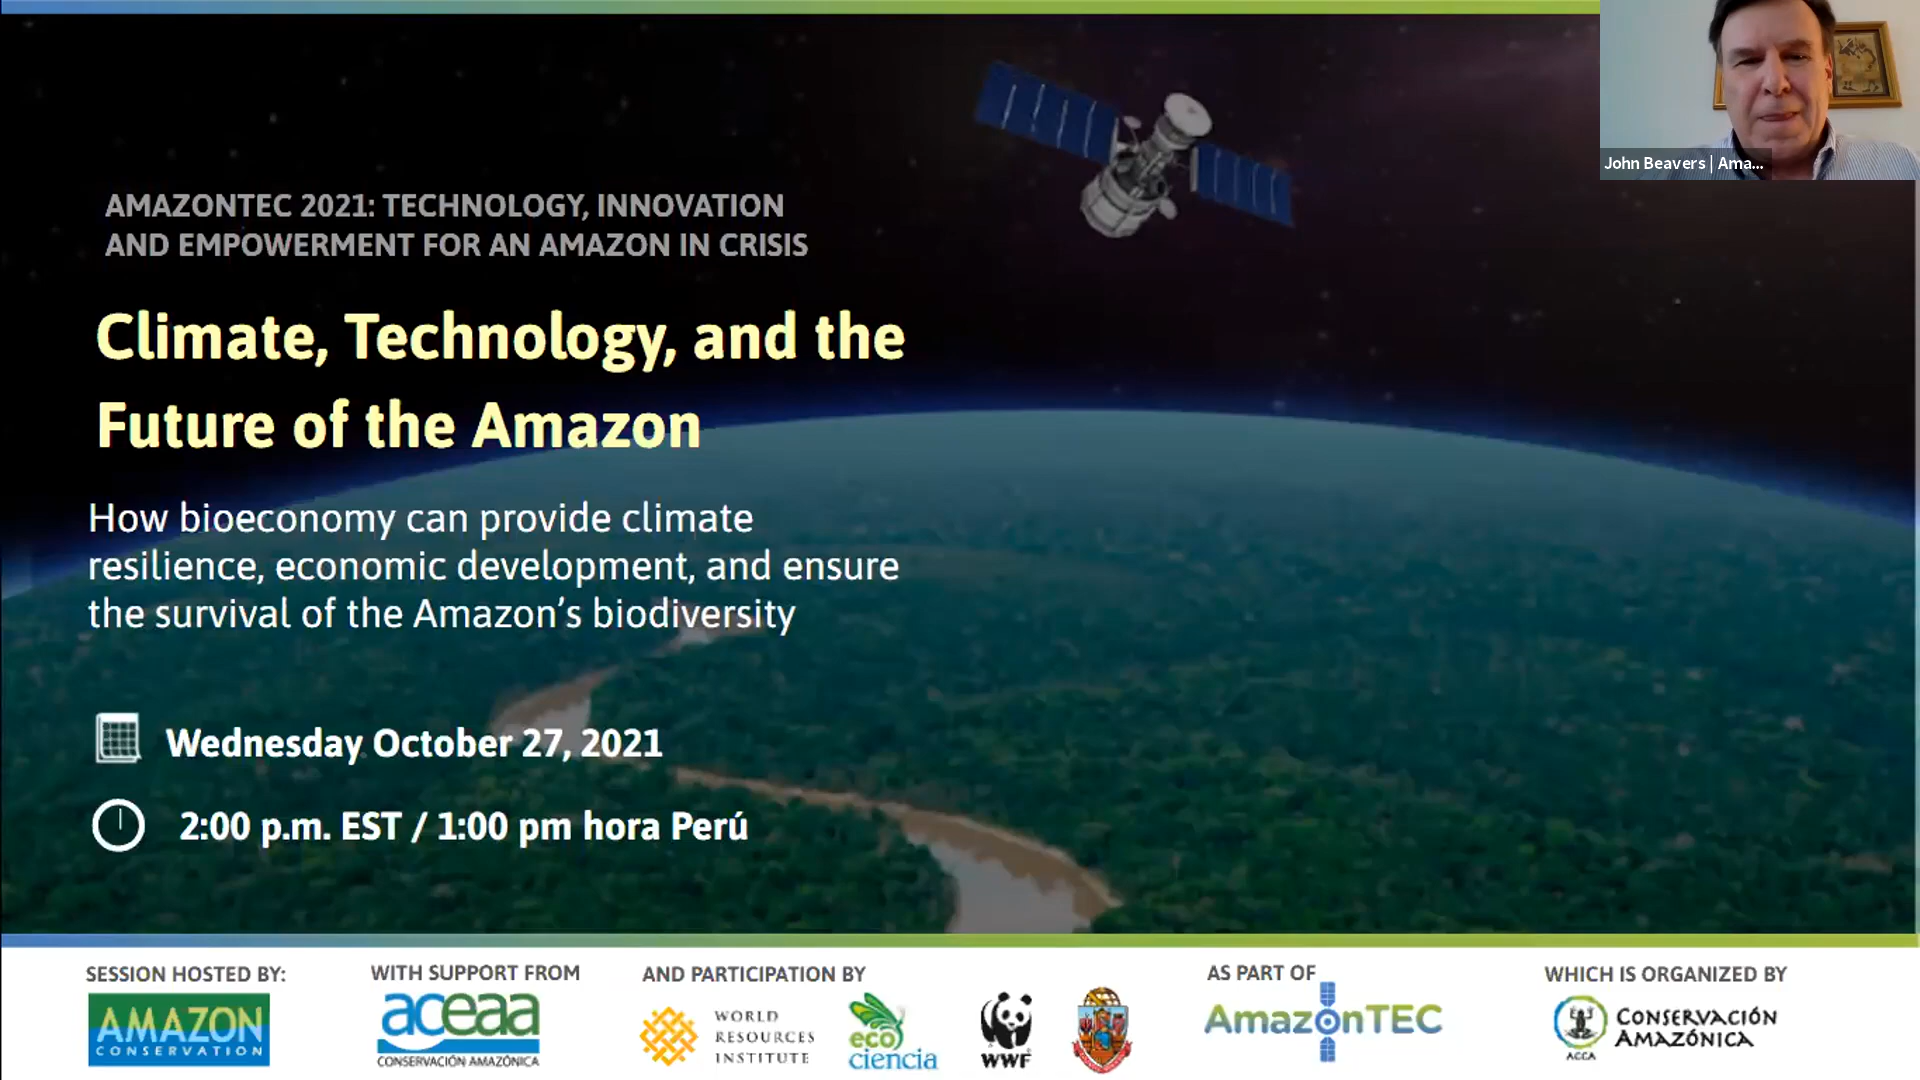 John Beavers | Ama...
AMAZONTEC 2021: TECHNOLOGY, INNOVATION
AND EMPOWERMENT FOR AN AMAZON IN CRISIS
Climate, Technology, and the
Future of the Amazon
How bioeconomy can provide climate
resilience, economic development, and ensure
the survival of the Amazon’s biodiversity
Wednesday October 27, 2021
2:00 p.m. EST / 1:00 pm hora Perú
SESSION HOSTED BY:
AMAZON
CONSERVATION
WITH SUPPORT FROM
aceaa
CONSERVACIÓN AMAZÓNICA
AND PARTICIPATION BY
WORLD
RESOURCES
INSTITUTE
eco
ciencia
WWF
AS PART OF
AmazonTEC
WHICH IS ORGANIZED BY
ACCA
CONSERVACIÓN
AMAZÓNICA